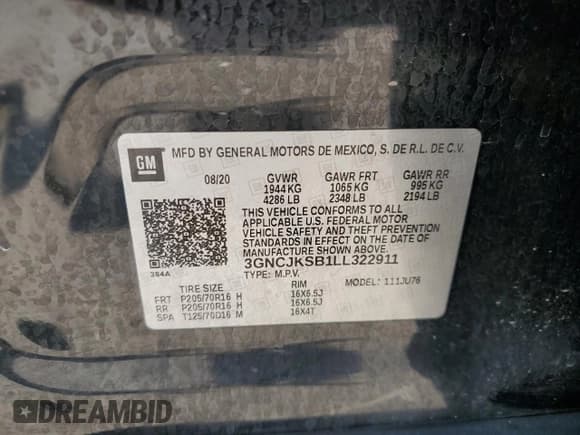 GM
MFD BY GENERAL MOTORS DE MEXICO, S. DE R.L. DE C.V.
08/20 GVWR GAWR FRT GAWR RR
1944 KG 1065 KG 995 KG
4286 LB 2348 LB 2194 LB
THIS VEHICLE CONFORMS TO ALL
APPLICABLE U.S. FEDERAL MOTOR
VEHICLE SAFETY AND THEFT
PREVENTION STANDARDS IN
EFFECT ON THE DATE OF
MANUFACTURE SHOWN ABOVE.
3GNCJKSB1LL322911
384A TYPE: M.P.V. MODEL: 111JU76
TIRE SIZE RIM
FRT P205/70R16 H 16X6.5J
RR P205/70R16 H 16X6.5J
SPA T125/70D16 M 16X4T
DREAMBID